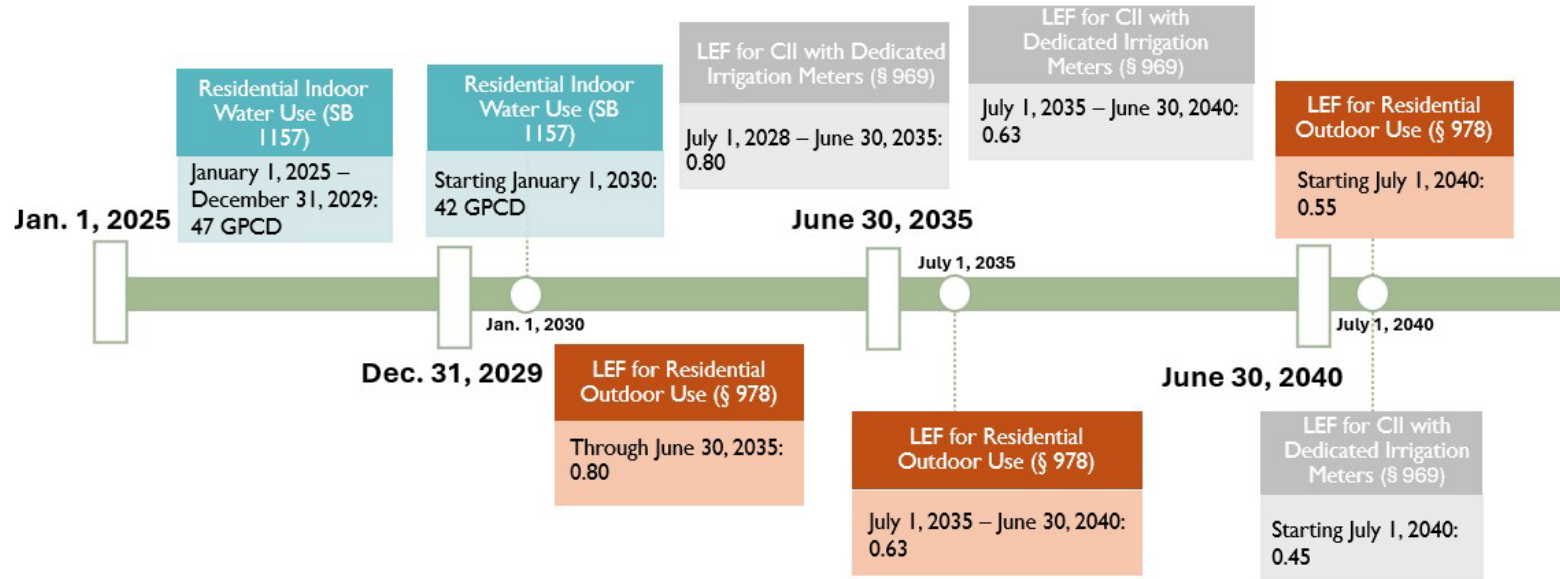 Residential Indoor
Water Use (SB
1157)
January 1, 2025 –
December 31, 2029:
47 GPCD
Residential Indoor
Water Use (SB
1157)
Starting January 1, 2030:
42 GPCD
LEF for CII with Dedicated
Irrigation Meters (§ 969)
July 1, 2028 – June 30, 2035:
0.80
LEF for CII with
Dedicated Irrigation
Meters (§ 969)
July 1, 2035 – June 30, 2040:
0.63
LEF for Residential
Outdoor Use (§ 978)
Starting July 1, 2040:
0.55
Jan. 1, 2025
June 30, 2035
July 1, 2035
Jan. 1, 2030
July 1, 2040
Dec. 31, 2029
June 30, 2040
LEF for Residential
Outdoor Use (§ 978)
Through June 30, 2035:
0.80
LEF for Residential
Outdoor Use (§ 978)
July 1, 2035 – June 30, 2040:
0.63
LEF for CII with
Dedicated Irrigation
Meters (§ 969)
Starting July 1, 2040:
0.45